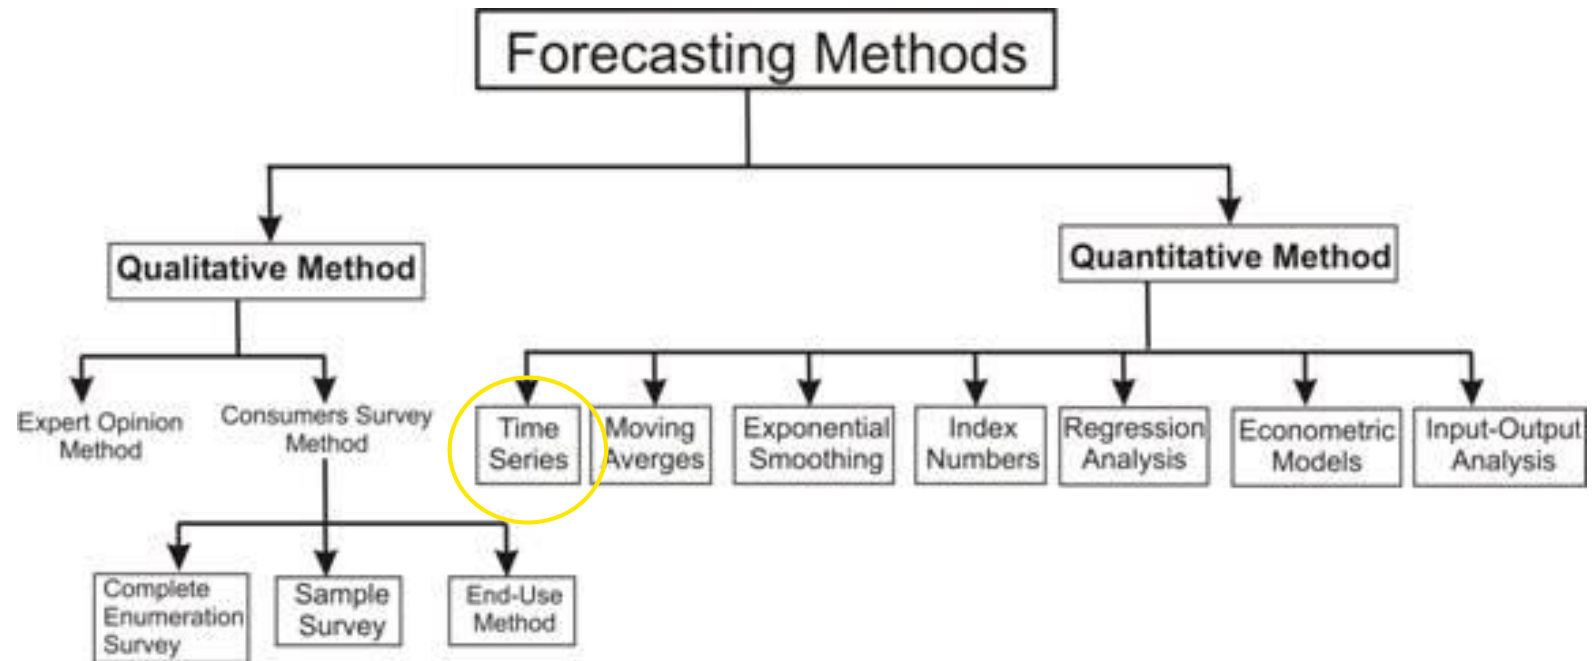 Forecasting Methods
Qualitative Method
Quantitative Method
Expert Opinion
Method
Consumers Survey
Method
Time
Series
Moving
Averges
Exponential
Smoothing
Index
Numbers
Regression
Analysis
Econometric
Models
Input-Output
Analysis
Complete
Enumeration
Survey
Sample
Survey
End-Use
Method